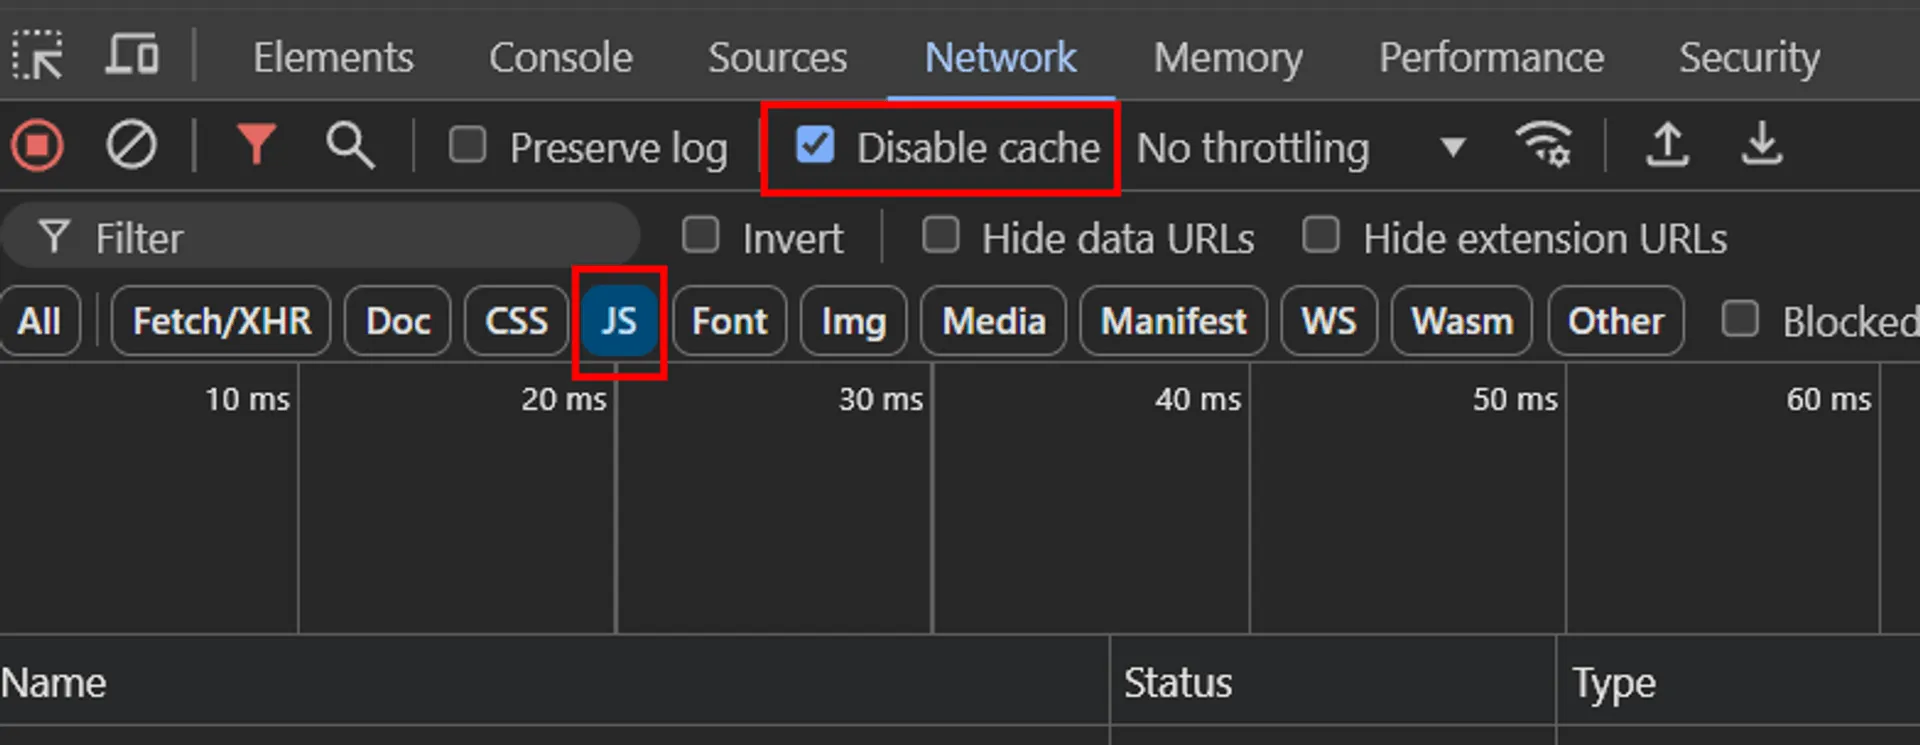 Elements Console Sources Network Memory Performance Security
Preserve log Disable cache No throttling
Filter Invert Hide data URLs Hide extension URLs
All Fetch/XHR Doc CSS JS Font Img Media Manifest WS Wasm Other Blocked
10 ms 20 ms 30 ms 40 ms 50 ms 60 ms
Name Status Type